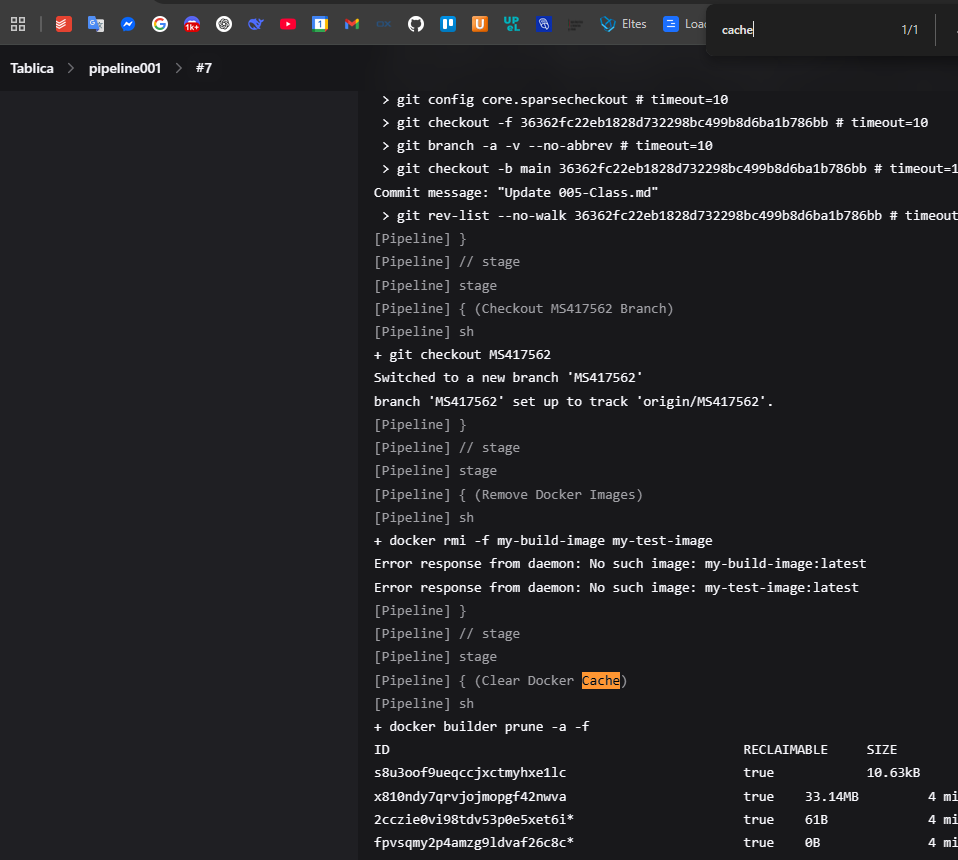 Eltes
Load
cache
1/1
Tablica > pipeline001 > #7
> git config core.sparsecheckout # timeout=10
> git checkout -f 36362fc22eb1828d732298bc499b8d6ba1b786bb # timeout=10
> git branch -a -v --no-abbrev # timeout=10
> git checkout -b main 36362fc22eb1828d732298bc499b8d6ba1b786bb # timeout=1
Commit message: "Update 005-Class.md"
> git rev-list --no-walk 36362fc22eb1828d732298bc499b8d6ba1b786bb # timeout
[Pipeline] }
[Pipeline] // stage
[Pipeline] stage
[Pipeline] { (Checkout MS417562 Branch)
[Pipeline] sh
+ git checkout MS417562
Switched to a new branch 'MS417562'
branch 'MS417562' set up to track 'origin/MS417562'.
[Pipeline] }
[Pipeline] // stage
[Pipeline] stage
[Pipeline] { (Remove Docker Images)
[Pipeline] sh
+ docker rmi -f my-build-image my-test-image
Error response from daemon: No such image: my-build-image:latest
Error response from daemon: No such image: my-test-image:latest
[Pipeline] }
[Pipeline] // stage
[Pipeline] stage
[Pipeline] { (Clear Docker Cache)
[Pipeline] sh
+ docker builder prune -a -f
ID RECLAIMABLE SIZE
s8u3oof9ueqccjxctmyhxe1lc true 10.63kB
x810ndy7qrvjojmopgf42nwva true 33.14MB 4 mi
2cczie0vi98tdv53p0e5xet6i* true 61B 4 mi
fpvsqmy2p4amzg9ldvaf26c8c* true 0B 4 mi